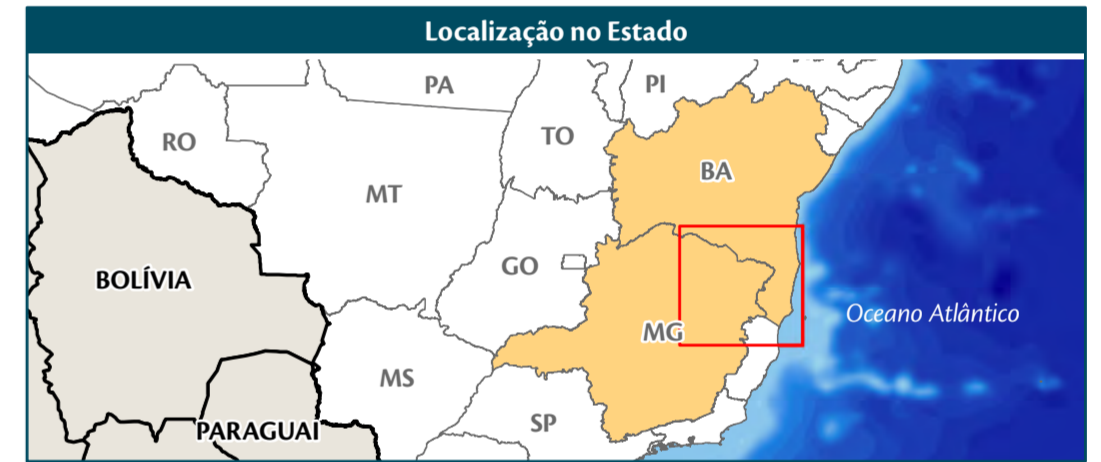 Localização no Estado
PA
PI
RO
TO
BA
MT
GO
BOLÍVIA
Oceano Atlântico
MG
MS
SP
PARAGUAI